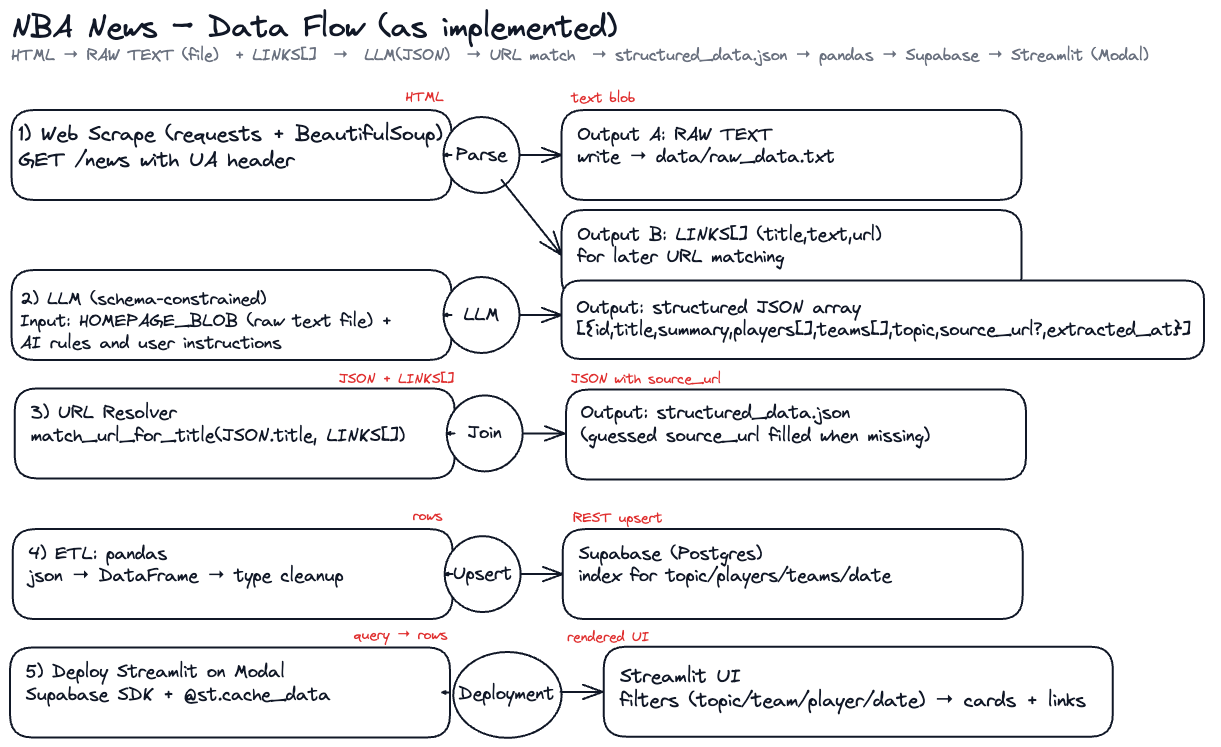 NBA News — Data Flow (as implemented)
HTML → RAW TEXT (file) + LINKS[] → LLM(JSON) → URL match → structured_data.json → pandas → Supabase → Streamlit (Modal)
HTML
text blob
1) Web Scrape (requests + BeautifulSoup)
GET /news with UA header
Parse
Output A: RAW TEXT
write → data/raw_data.txt
Output B: LINKS[] (title,text,url)
for later URL matching
2) LLM (schema-constrained)
Input: HOMEPAGE_BLOB (raw text file) +
AI rules and user instructions
LLM
Output: structured JSON array
[{id,title,summary,players[],teams[],topic,source_url?,extracted_at}]
JSON + LINKS[]
JSON with source_url
3) URL Resolver
match_url_for_title(JSON.title, LINKS[])
Join
Output: structured_data.json
(guessed source_url filled when missing)
rows
REST upsert
4) ETL: pandas
json → DataFrame → type cleanup
Upsert
Supabase (Postgres)
index for topic/players/teams/date
query → rows
rendered UI
5) Deploy Streamlit on Modal
Supabase SDK + @st.cache_data
Deployment
Streamlit UI
filters (topic/team/player/date) → cards + links